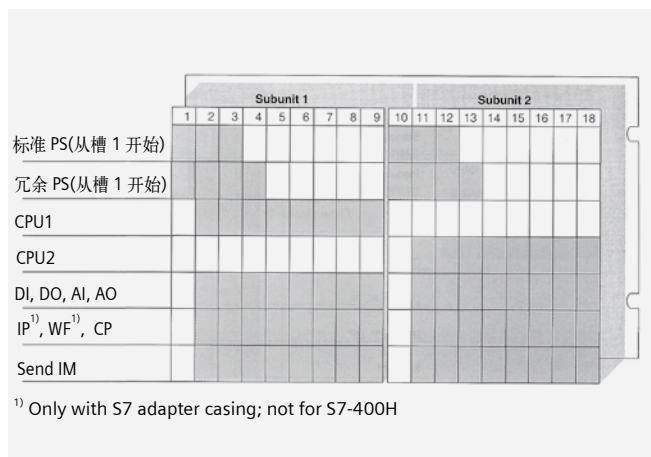 Subunit 1 Subunit 2
1 2 3 4 5 6 7 8 9 10 11 12 13 14 15 16 17 18
标准 PS(从槽 1 开始)
冗余 PS(从槽 1 开始)
CPU1
CPU2
DI, DO, AI, AO
IP1), WF1), CP
Send IM
1) Only with S7 adapter casing; not for S7-400H